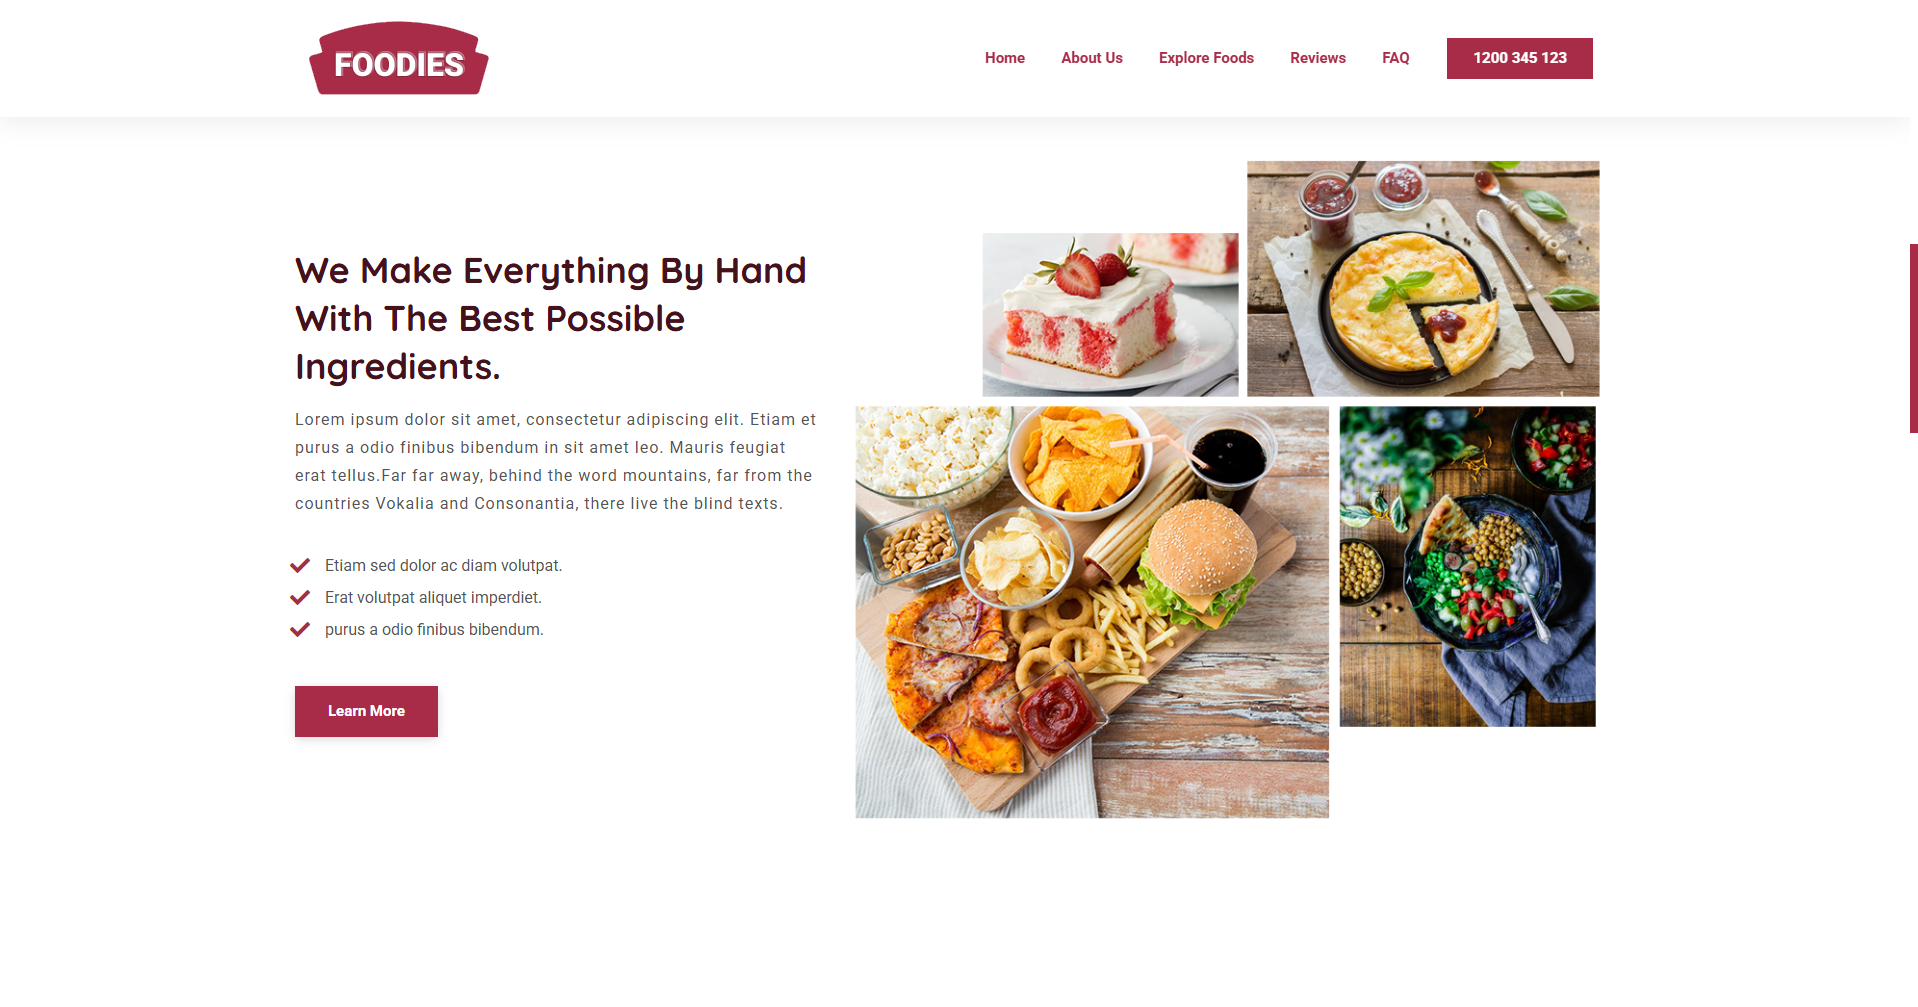 FOODIES
Home
About Us
Explore Foods
Reviews
FAQ
1200 345 123
We Make Everything By Hand
With The Best Possible
Ingredients.
Lorem ipsum dolor sit amet, consectetur adipiscing elit. Etiam et
purus a odio finibus bibendum in sit amet leo. Mauris feugiat
erat tellus.Far far away, behind the word mountains, far from the
countries Vokalia and Consonantia, there live the blind texts.
Etiam sed dolor ac diam volutpat.
Erat volutpat aliquet imperdiet.
purus a odio finibus bibendum.
Learn More